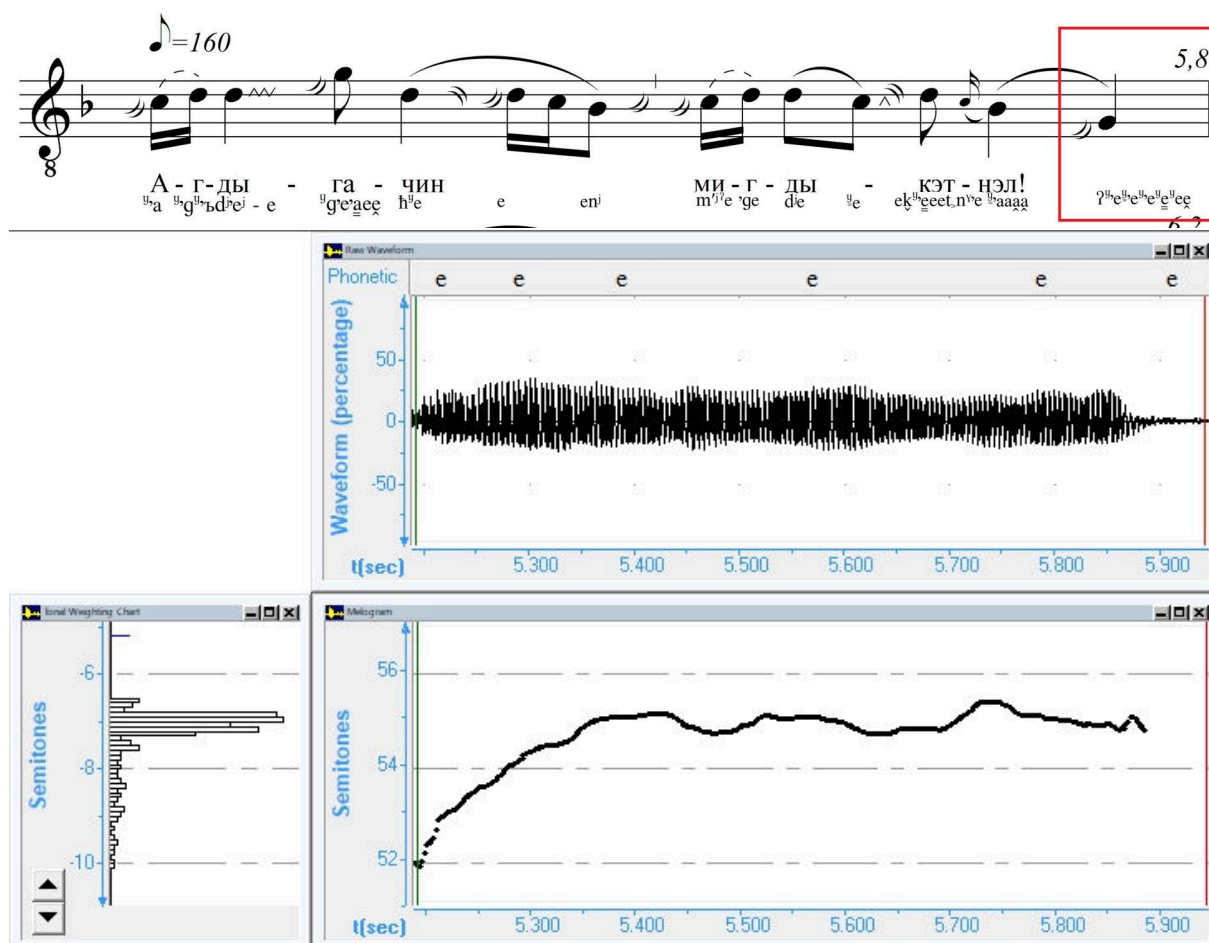 ♪=160
5,8
8
А - г-ды - га - чин ми - г - ды - кэт - нэл!
e enʲ dʲe
Raw Waveform
Phonetic e e e e e e
Waveform (percentage)
50
0
-50
t(sec) 5.300 5.400 5.500 5.600 5.700 5.800 5.900
Tonal Weighting Chart
Semitones
-6
-8
-10
Melogram
Semitones
56
54
52
t(sec) 5.300 5.400 5.500 5.600 5.700 5.800 5.900